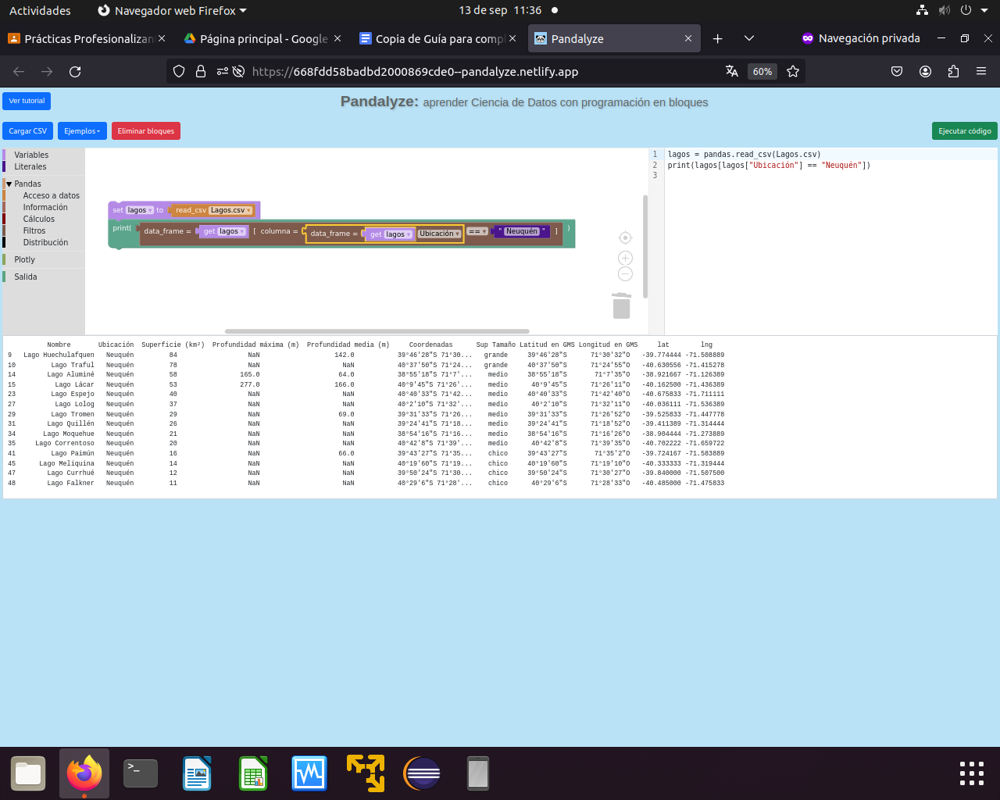 Actividades
Navegador web Firefox
13 de sep 11:36
Prácticas Profesionalizan
Página principal - Google
Copia de Guía para compl
Pandalyze
Navegación privada
https://668fdd58badbd2000869cde0--pandalyze.netlify.app
60%
Ver tutorial
Pandalyze: aprender Ciencia de Datos con programación en bloques
Cargar CSV
Ejemplos
Eliminar bloques
Ejecutar código
Variables
Literales
Pandas
Acceso a datos
Información
Cálculos
Filtros
Distribución
Plotly
Salida
set lagos to read_csv Lagos.csv
print( data_frame = get lagos [ columna = data_frame = get lagos Ubicación == " Neuquén " ] )
1 lagos = pandas.read_csv(Lagos.csv)
2 print(lagos[lagos["Ubicación"] == "Neuquén"])
3
Nombre Ubicación Superficie (km²) Profundidad máxima (m) Profundidad media (m) Coordenadas Sup Tamaño Latitud en GMS Longitud en GMS lat lng
9 Lago Huechulafquen Neuquén 84 NaN 142.0 39°46'28"S 71°30... grande 39°46'28"S 71°30'32"O -39.774444 -71.508889
10 Lago Traful Neuquén 78 NaN NaN 40°37'50"S 71°24... grande 40°37'50"S 71°24'55"O -40.630556 -71.415278
14 Lago Aluminé Neuquén 58 165.0 64.0 38°55'18"S 71°7'... medio 38°55'18"S 71°7'35"O -38.921667 -71.126389
15 Lago Lácar Neuquén 53 277.0 166.0 40°9'45"S 71°26'... medio 40°9'45"S 71°26'11"O -40.162500 -71.436389
23 Lago Espejo Neuquén 40 NaN NaN 40°40'33"S 71°42... medio 40°40'33"S 71°42'40"O -40.675833 -71.711111
27 Lago Lolog Neuquén 37 NaN NaN 40°2'10"S 71°32'... medio 40°2'10"S 71°32'11"O -40.036111 -71.536389
29 Lago Tromen Neuquén 29 NaN 69.0 39°31'33"S 71°26... medio 39°31'33"S 71°26'52"O -39.525833 -71.447778
31 Lago Quillén Neuquén 26 NaN NaN 39°24'41"S 71°18... medio 39°24'41"S 71°18'52"O -39.411389 -71.314444
34 Lago Moquehue Neuquén 21 NaN NaN 38°54'16"S 71°16... medio 38°54'16"S 71°16'26"O -38.904444 -71.273889
35 Lago Correntoso Neuquén 20 NaN NaN 40°42'8"S 71°39'... medio 40°42'8"S 71°39'35"O -40.702222 -71.659722
41 Lago Paimún Neuquén 16 NaN 66.0 39°43'27"S 71°35... chico 39°43'27"S 71°35'2"O -39.724167 -71.583889
45 Lago Meliquina Neuquén 14 NaN NaN 40°19'60"S 71°19... chico 40°19'60"S 71°19'10"O -40.333333 -71.319444
47 Lago Currhué Neuquén 12 NaN NaN 39°50'24"S 71°30... chico 39°50'24"S 71°30'27"O -39.840000 -71.507500
48 Lago Falkner Neuquén 11 NaN NaN 40°29'6"S 71°28'... chico 40°29'6"S 71°28'33"O -40.485000 -71.475833